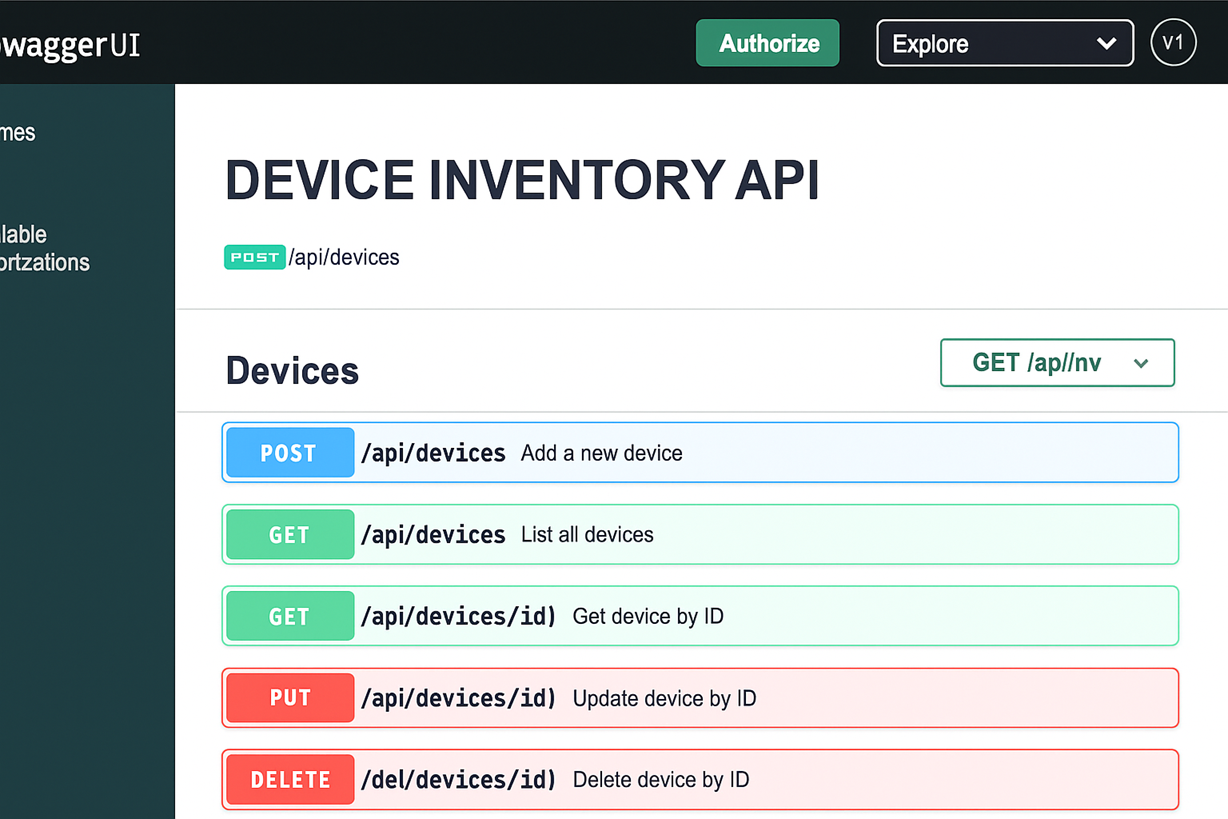 waggerUI
Authorize
Explore
v1
mes
lable
ortzations
DEVICE INVENTORY API
POST /api/devices
Devices
GET /ap//nv
POST /api/devices Add a new device
GET /api/devices List all devices
GET /api/devices/id) Get device by ID
PUT /api/devices/id) Update device by ID
DELETE /del/devices/id) Delete device by ID